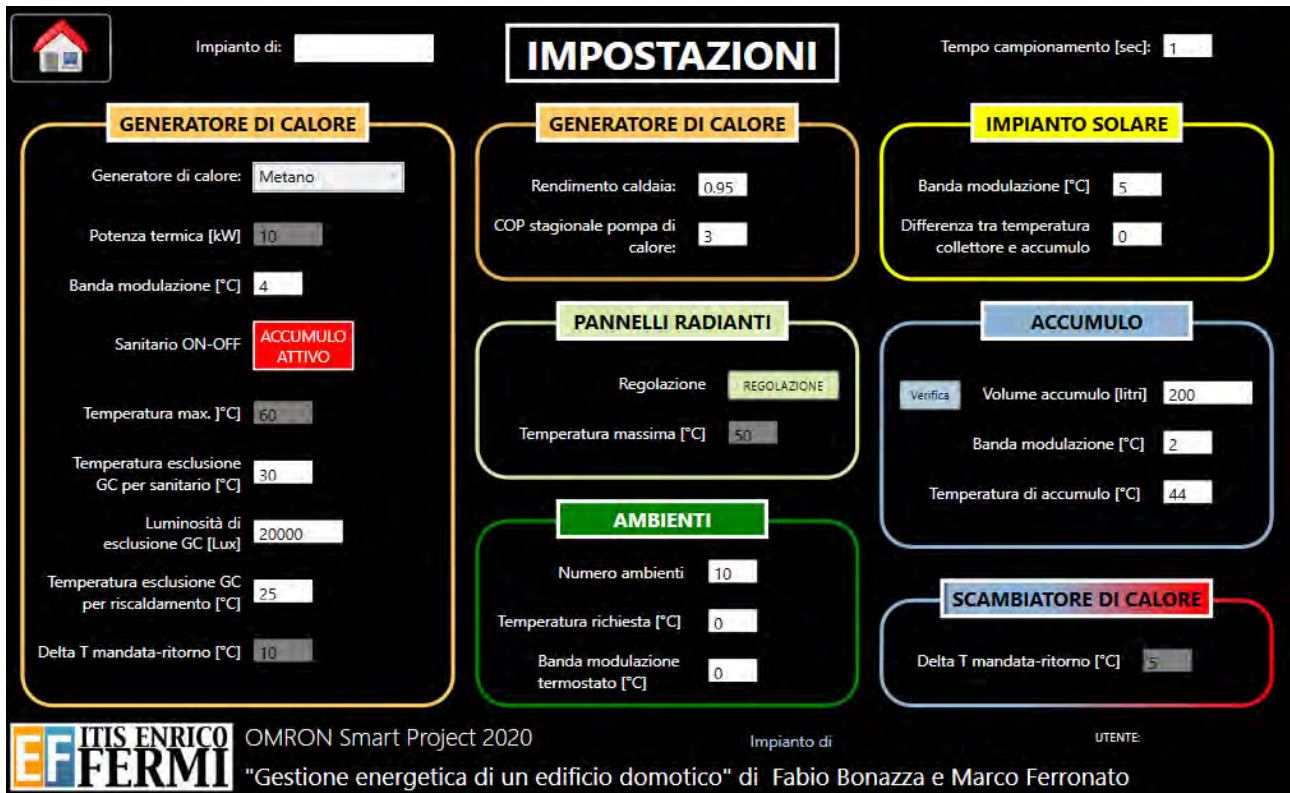 Impianto di:
IMPOSTAZIONI
Tempo campionamento [sec]: 1
GENERATORE DI CALORE
Generatore di calore: Metano
Potenza termica [kW] 10
Banda modulazione [°C] 4
Sanitario ON-OFF
ACCUMULO
ATTIVO
Temperatura max. ]°C] 60
Temperatura esclusione
GC per sanitario [°C]
30
Luminosità di
esclusione GC [Lux]
20000
Temperatura esclusione GC
per riscaldamento [°C]
25
Delta T mandata-ritorno [°C] 10
GENERATORE DI CALORE
Rendimento caldaia: 0.95
COP stagionale pompa di
calore:
3
PANNELLI RADIANTI
Regolazione REGOLAZIONE
Temperatura massima [°C] 50
AMBIENTI
Numero ambienti 10
Temperatura richiesta [°C] 0
Banda modulazione
termostato [°C]
0
IMPIANTO SOLARE
Banda modulazione [°C] 5
Differenza tra temperatura
collettore e accumulo
0
ACCUMULO
Verifica Volume accumulo [litri] 200
Banda modulazione [°C] 2
Temperatura di accumulo [°C] 44
SCAMBIATORE DI CALORE
Delta T mandata-ritorno [°C] 5
EF ITIS ENRICO
FERMI
OMRON Smart Project 2020
Impianto di
UTENTE:
"Gestione energetica di un edificio domotico" di Fabio Bonazza e Marco Ferronato